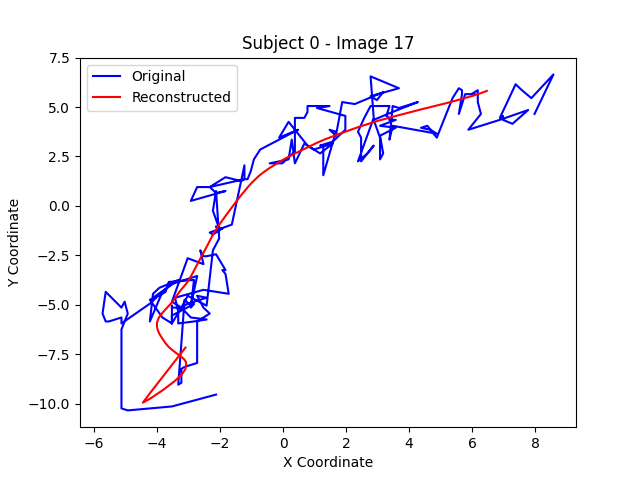 Subject 0 - Image 17
Original
Reconstructed
7.5
5.0
2.5
0.0
−2.5
−5.0
−7.5
−10.0
Y Coordinate
−6 −4 −2 0 2 4 6 8
X Coordinate